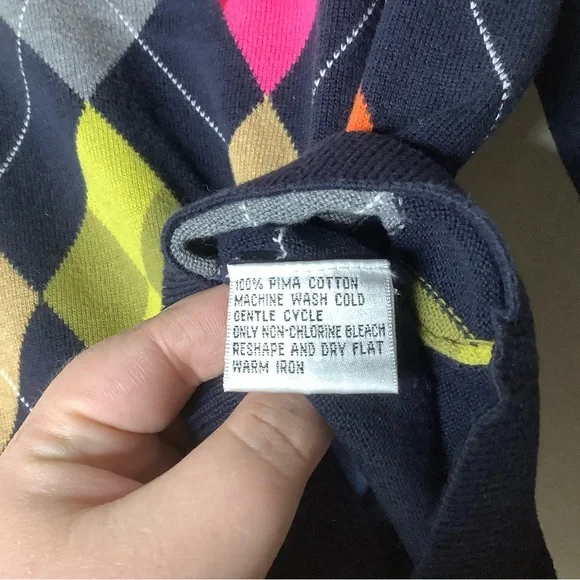 100% PIMA COTTON
MACHINE WASH COLD
GENTLE CYCLE
ONLY NON-CHLORINE BLEACH
RESHAPE AND DRY FLAT
WARM IRON